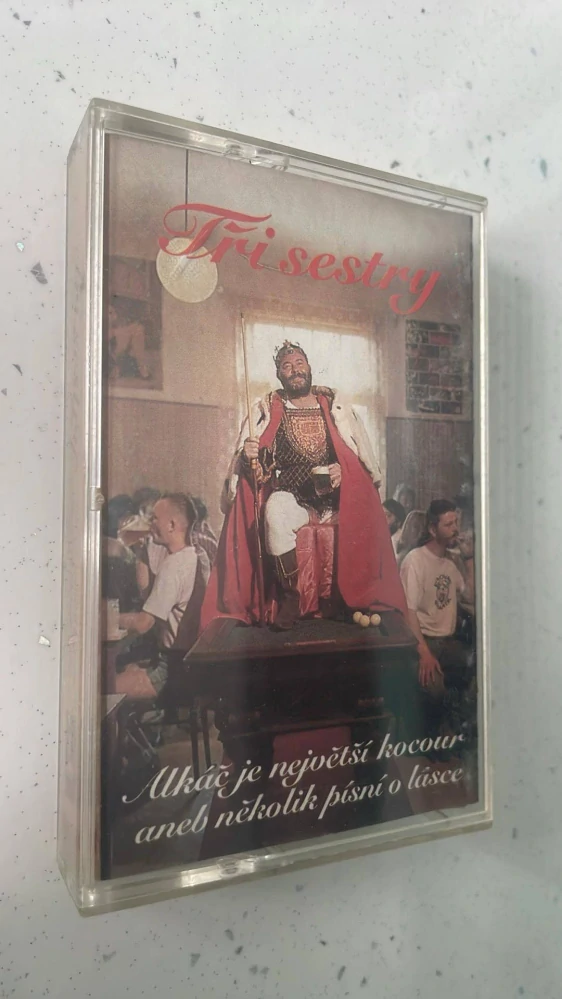 Tři sestry
Alkáč je největší kocour
aneb několik písní o lásce